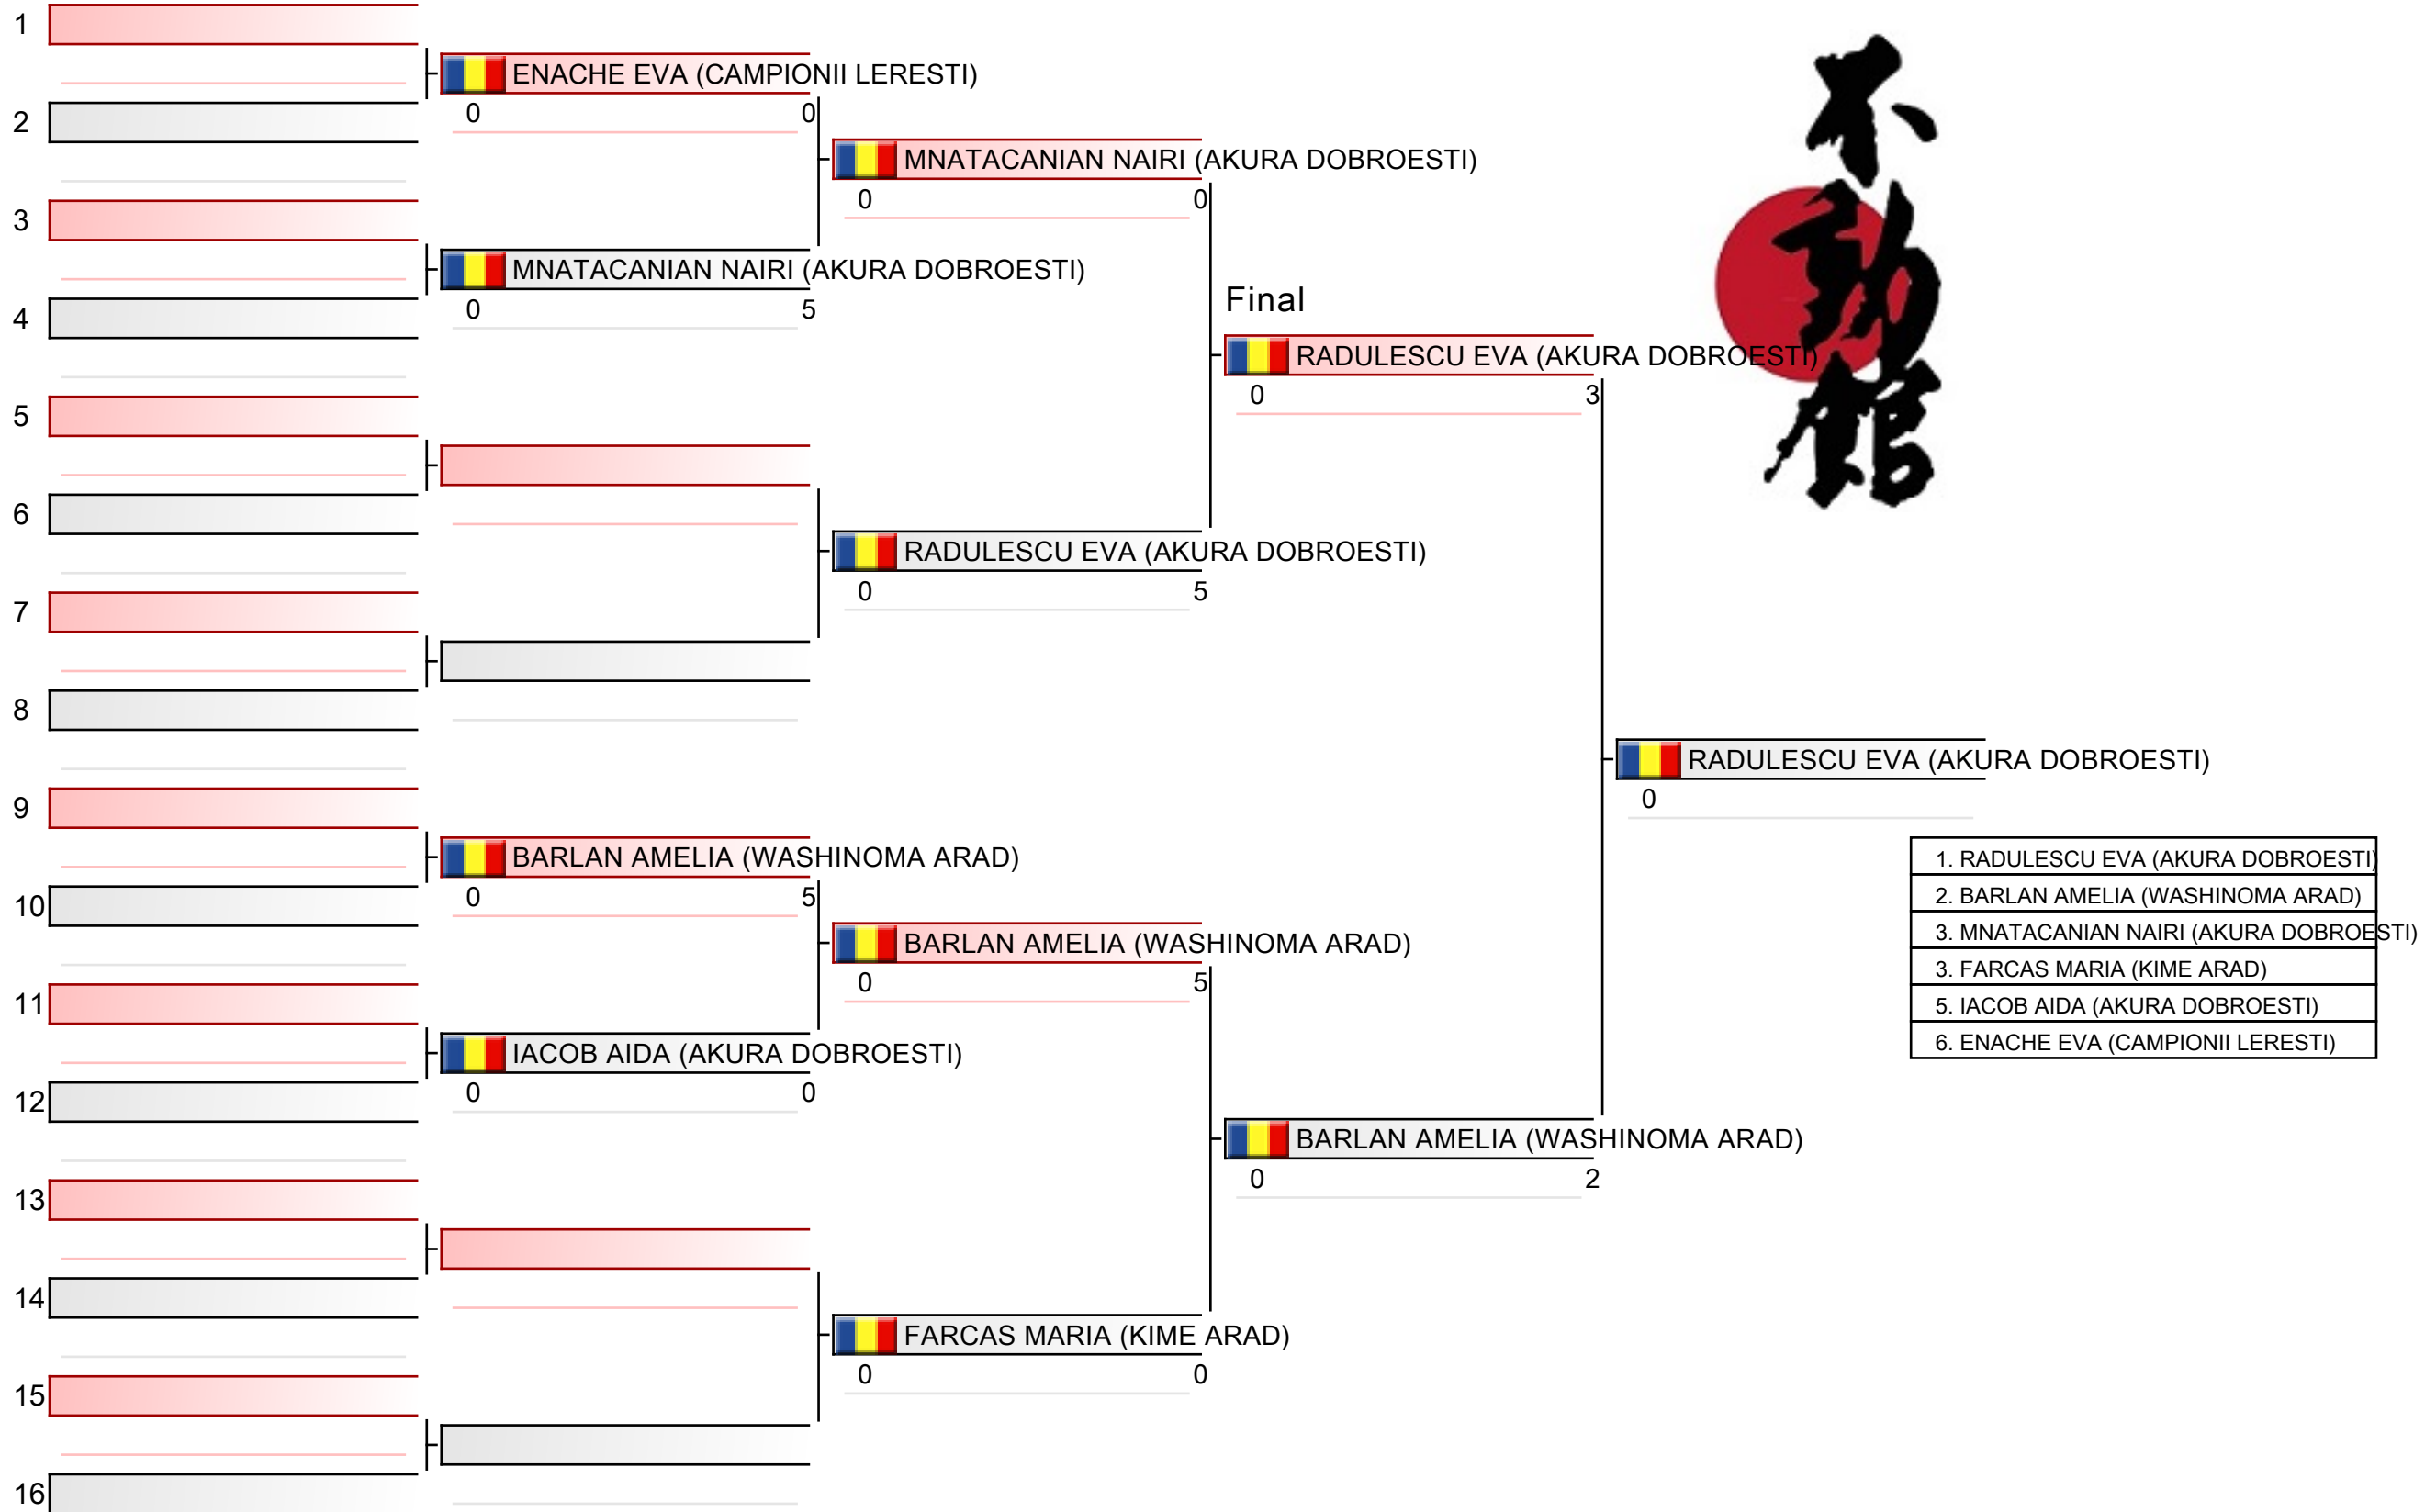 1
ENACHE EVA (CAMPIONII LERESTI)
0 0
2
MNATACANIAN NAIRI (AKURA DOBROESTI)
0 0
3
MNATACANIAN NAIRI (AKURA DOBROESTI)
0 5
4
Final
RADULESCU EVA (AKURA DOBROESTI)
0 3
5
6
RADULESCU EVA (AKURA DOBROESTI)
0 5
7
8
RADULESCU EVA (AKURA DOBROESTI)
0
9
BARLAN AMELIA (WASHINOMA ARAD)
0 5
10
BARLAN AMELIA (WASHINOMA ARAD)
0 5
11
IACOB AIDA (AKURA DOBROESTI)
0 0
12
BARLAN AMELIA (WASHINOMA ARAD)
0 2
13
14
FARCAS MARIA (KIME ARAD)
0 0
15
16
1. RADULESCU EVA (AKURA DOBROESTI)
2. BARLAN AMELIA (WASHINOMA ARAD)
3. MNATACANIAN NAIRI (AKURA DOBROESTI)
3. FARCAS MARIA (KIME ARAD)
5. IACOB AIDA (AKURA DOBROESTI)
6. ENACHE EVA (CAMPIONII LERESTI)
不動館